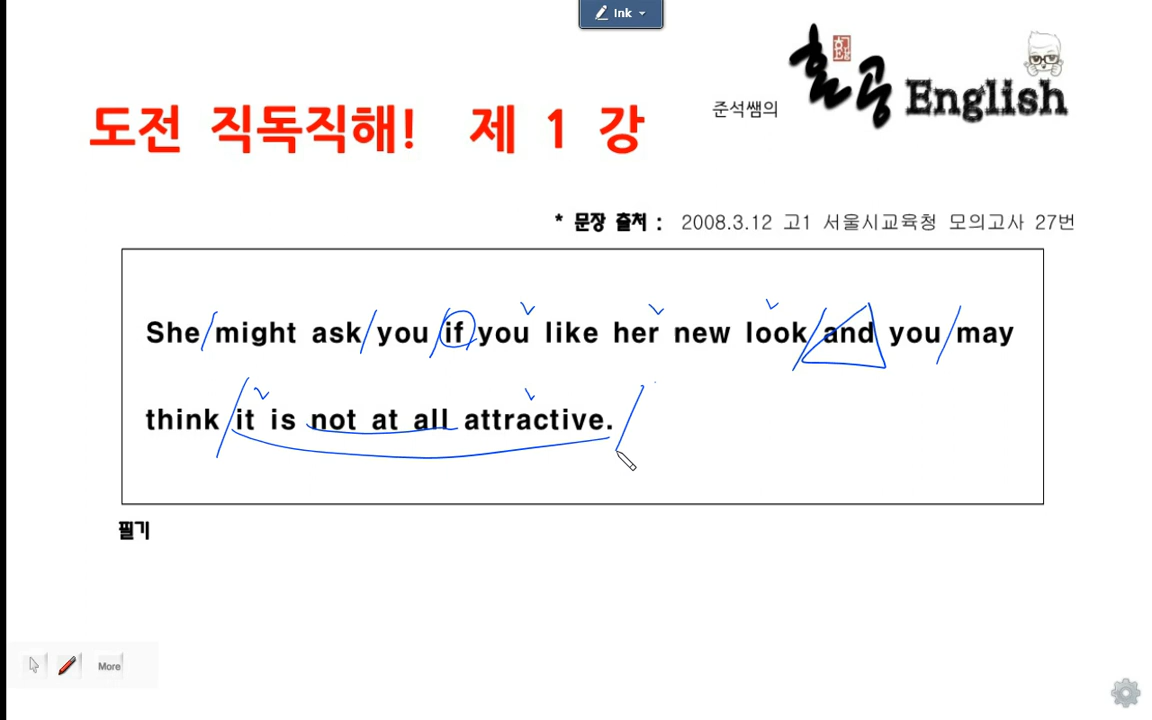 Ink
준석쌤의 혼공 English
도전 직독직해! 제 1 강
* 문장 출처 : 2008.3.12 고1 서울시교육청 모의고사 27번
She might ask you if you like her new look and you may
think it is not at all attractive.
필기
More